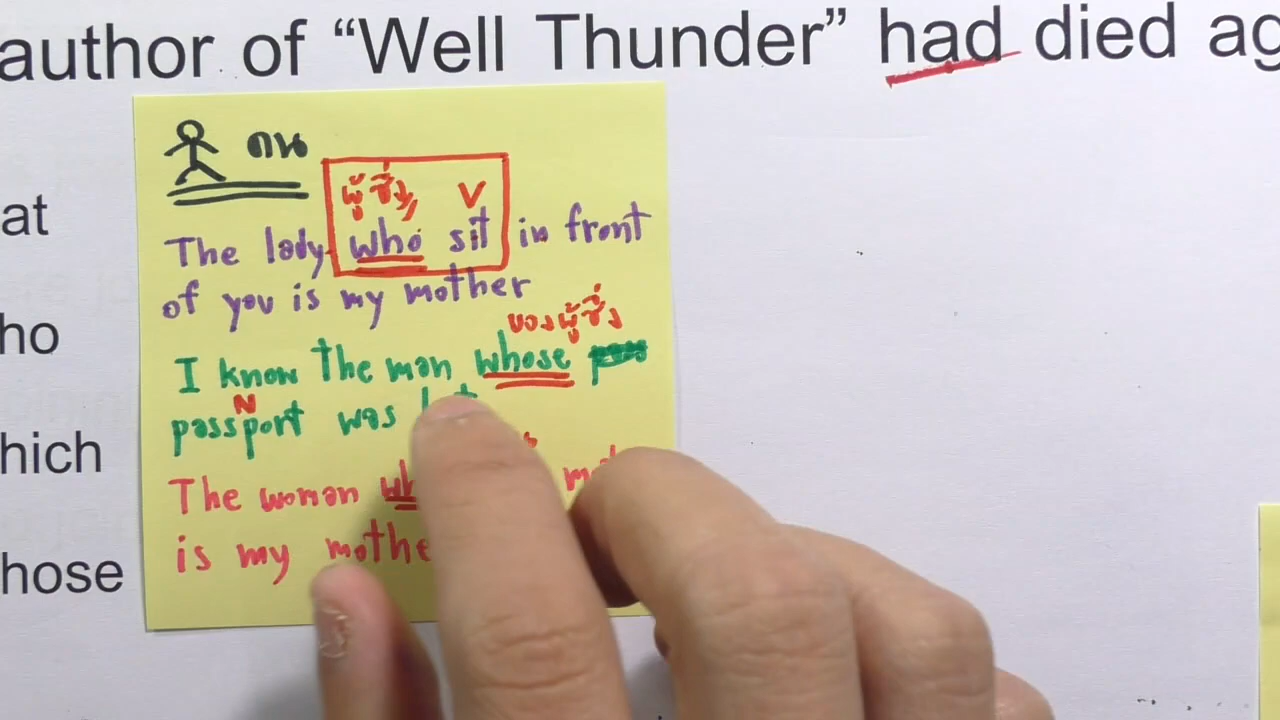 author of “Well Thunder” had died ag
at
ho
hich
hose
คน
ผู้ซึ่ง V
The lady who sit in front
of you is my mother
ของผู้ซึ่ง
I know the man whose
N
passport was
The woman wh
is my mothe